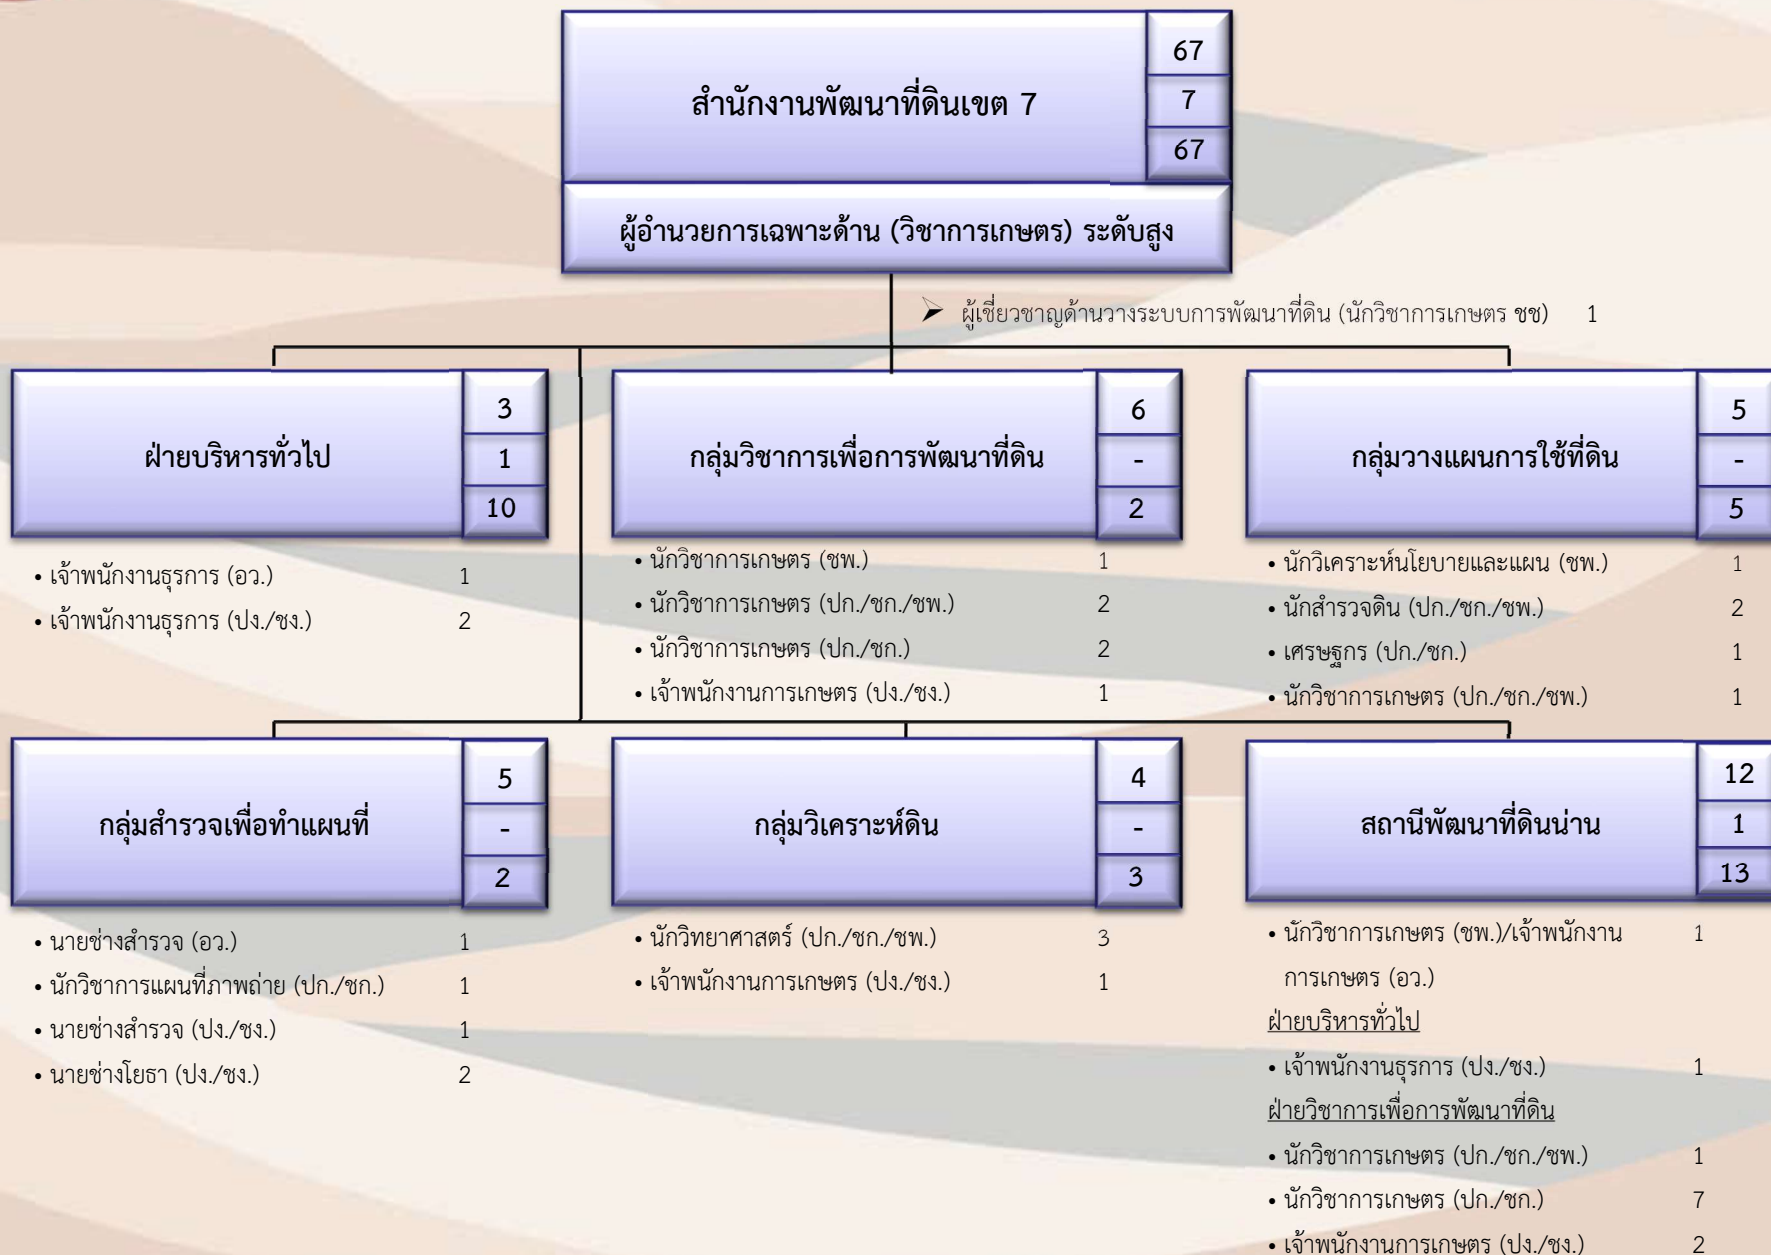 สำนักงานพัฒนาที่ดินเขต 7
67
7
67
ผู้อำนวยการเฉพาะด้าน (วิชาการเกษตร) ระดับสูง
➢ ผู้เชี่ยวชาญด้านวางระบบการพัฒนาที่ดิน (นักวิชาการเกษตร ชช) 1
ฝ่ายบริหารทั่วไป
3
1
10
• เจ้าพนักงานธุรการ (อว.) 1
• เจ้าพนักงานธุรการ (ปง./ชง.) 2
กลุ่มวิชาการเพื่อการพัฒนาที่ดิน
6
-
2
• นักวิชาการเกษตร (ชพ.) 1
• นักวิชาการเกษตร (ปก./ชก./ชพ.) 2
• นักวิชาการเกษตร (ปก./ชก.) 2
• เจ้าพนักงานการเกษตร (ปง./ชง.) 1
กลุ่มวางแผนการใช้ที่ดิน
5
-
5
• นักวิเคราะห์นโยบายและแผน (ชพ.) 1
• นักสำรวจดิน (ปก./ชก./ชพ.) 2
• เศรษฐกร (ปก./ชก.) 1
• นักวิชาการเกษตร (ปก./ชก./ชพ.) 1
กลุ่มสำรวจเพื่อทำแผนที่
5
-
2
• นายช่างสำรวจ (อว.) 1
• นักวิชาการแผนที่ภาพถ่าย (ปก./ชก.) 1
• นายช่างสำรวจ (ปง./ชง.) 1
• นายช่างโยธา (ปง./ชง.) 2
กลุ่มวิเคราะห์ดิน
4
-
3
• นักวิทยาศาสตร์ (ปก./ชก./ชพ.) 3
• เจ้าพนักงานการเกษตร (ปง./ชง.) 1
สถานีพัฒนาที่ดินน่าน
12
1
13
• นักวิชาการเกษตร (ชพ.)/เจ้าพนักงาน 1
การเกษตร (อว.)
ฝ่ายบริหารทั่วไป
• เจ้าพนักงานธุรการ (ปง./ชง.) 1
ฝ่ายวิชาการเพื่อการพัฒนาที่ดิน
• นักวิชาการเกษตร (ปก./ชก./ชพ.) 1
• นักวิชาการเกษตร (ปก./ชก.) 7
• เจ้าพนักงานการเกษตร (ปง./ชง.) 2